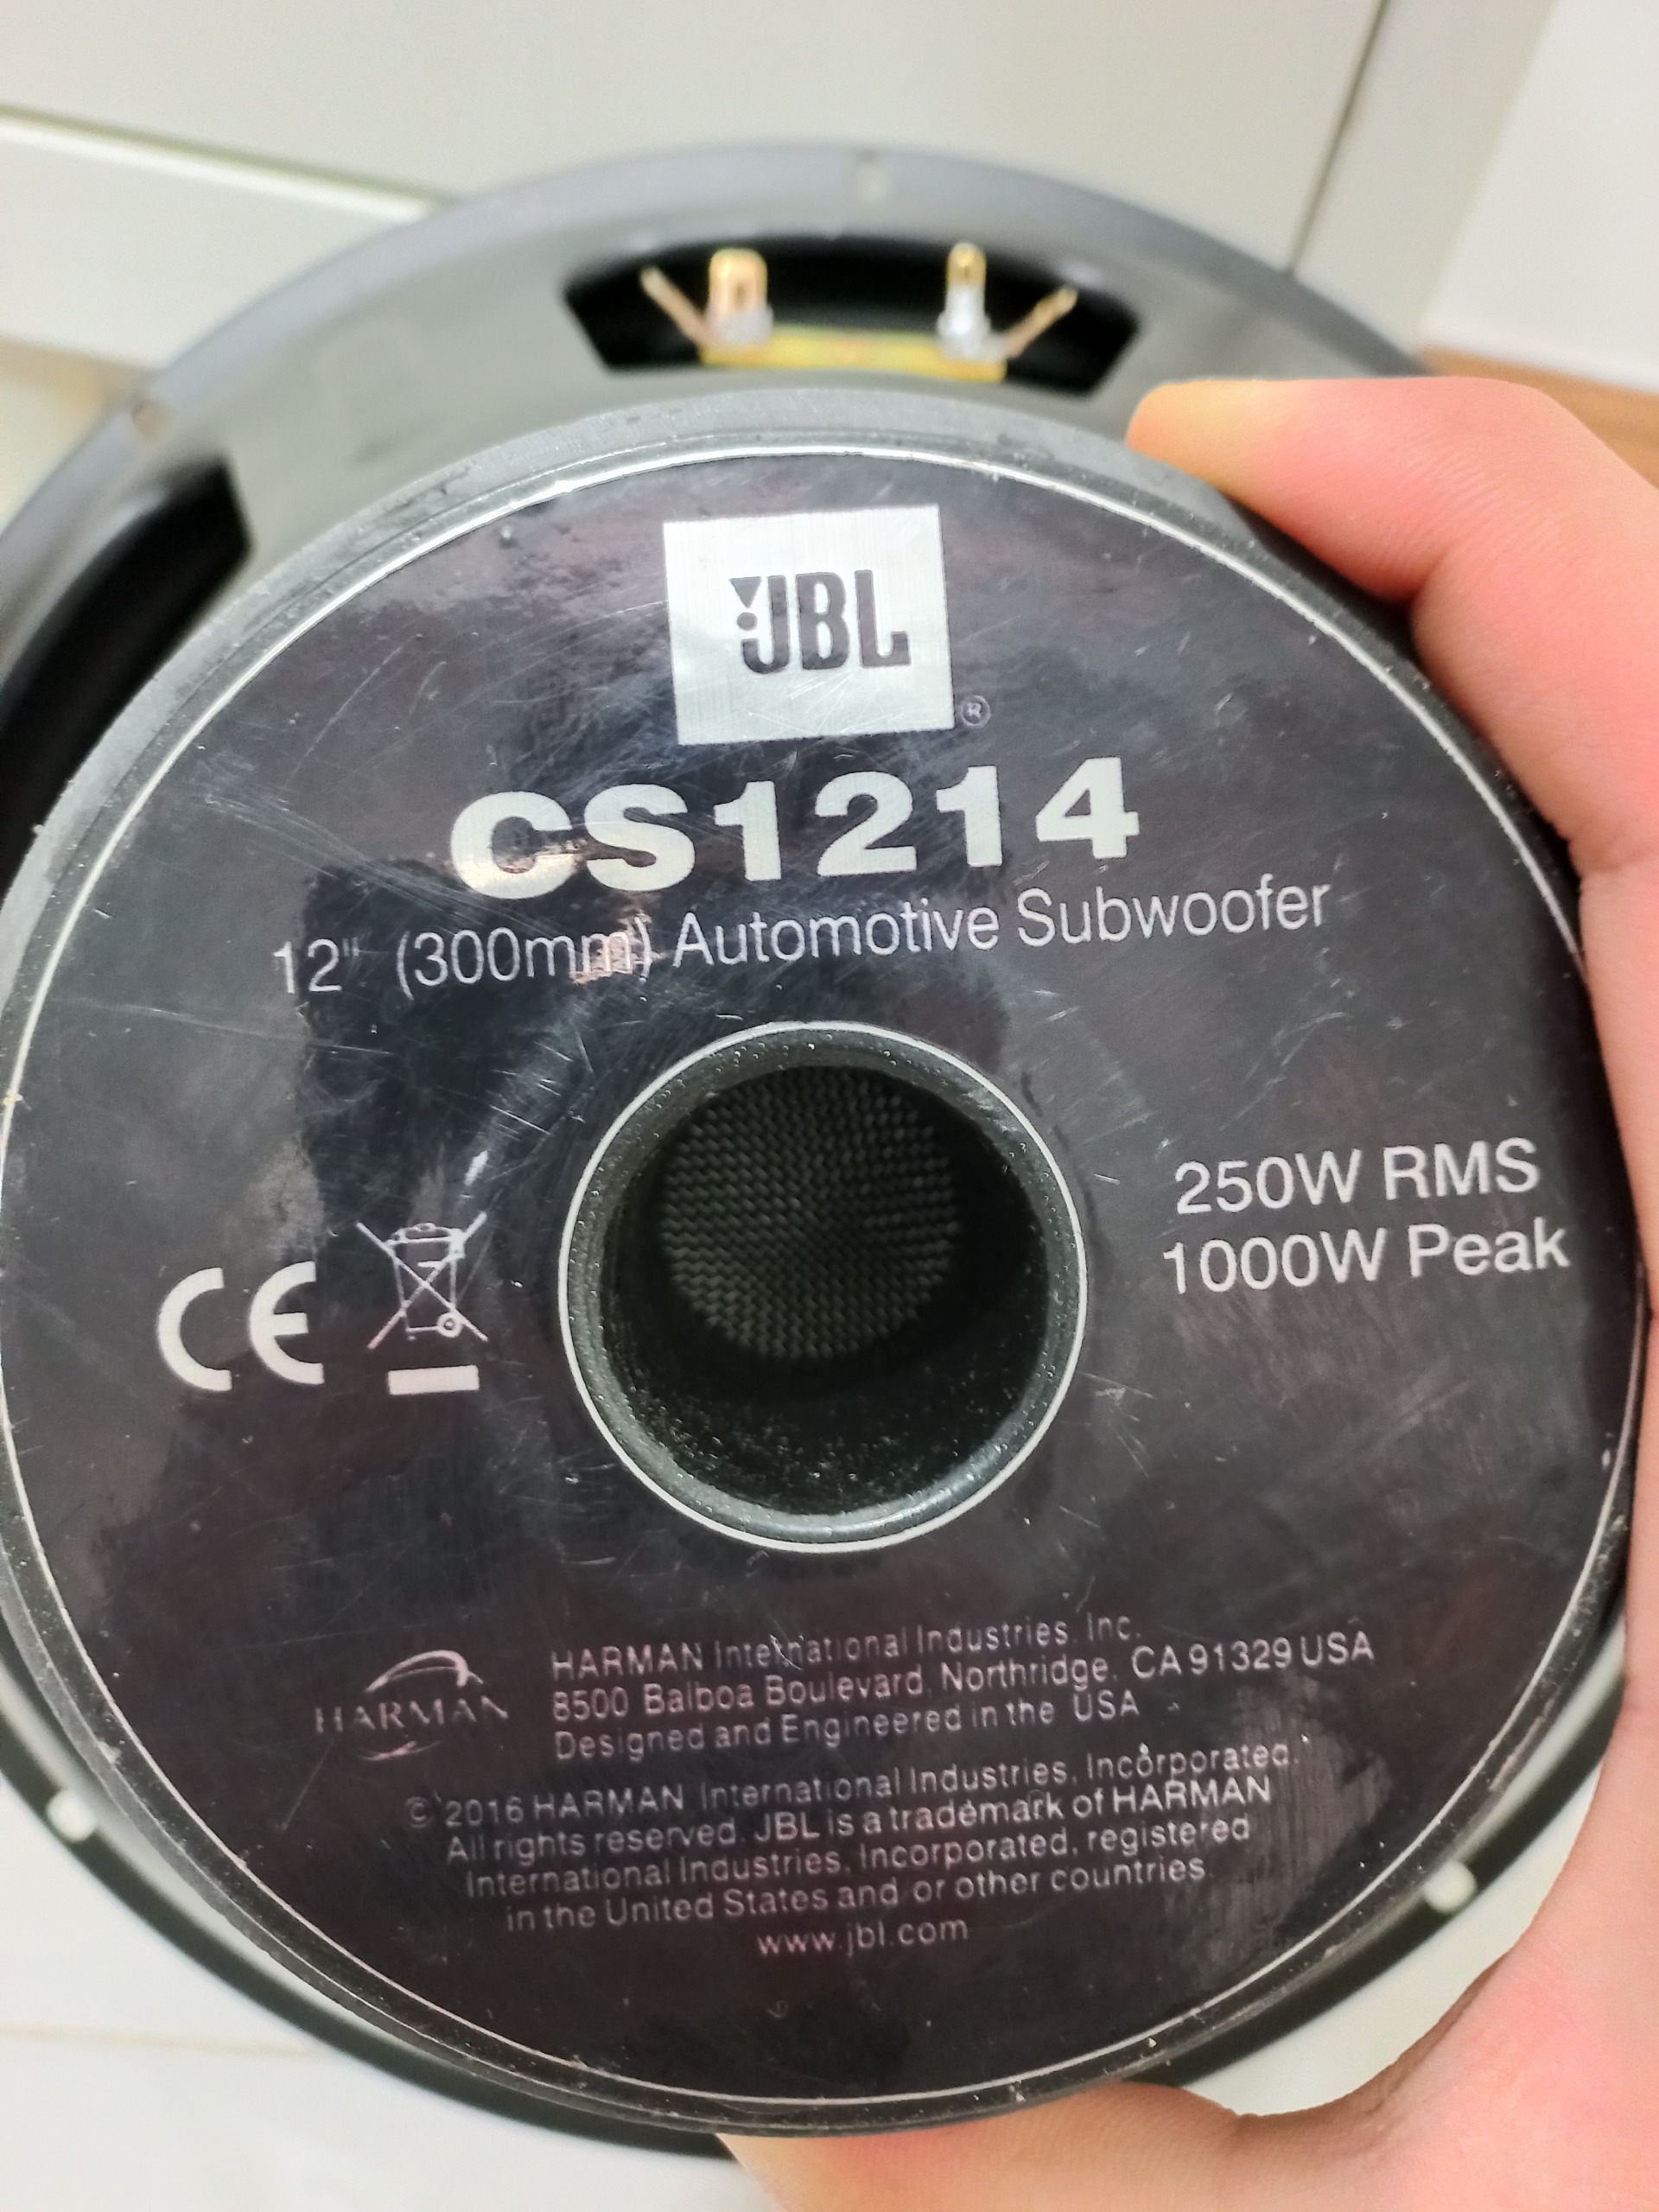 JBL
®
CS1214
12" (300mm) Automotive Subwoofer
250W RMS
1000W Peak
CE
HARMAN
HARMAN International Industries, Inc.
8500 Balboa Boulevard, Northridge, CA 91329 USA
Designed and Engineered in the USA
© 2016 HARMAN International Industries, Incorporated.
All rights reserved. JBL is a trademark of HARMAN
International Industries, Incorporated, registered
in the United States and/or other countries.
www.jbl.com